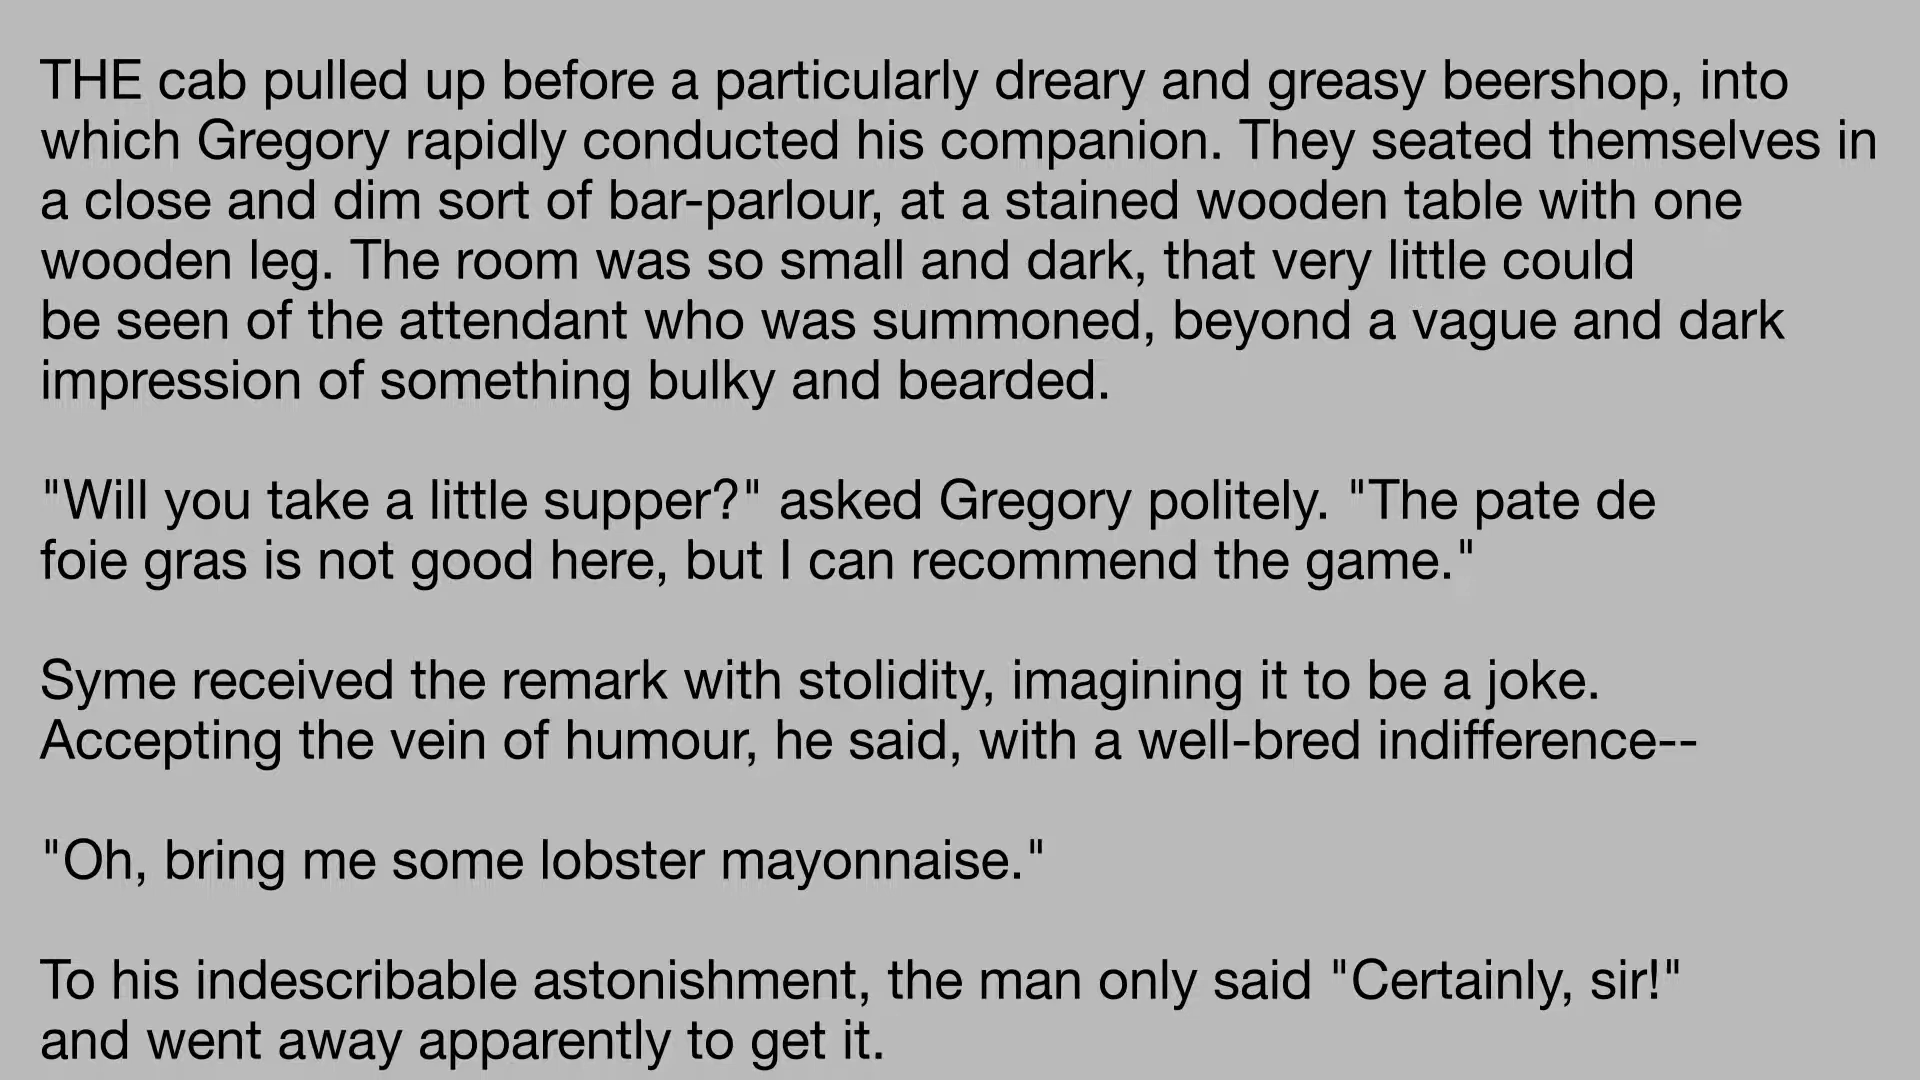 THE cab pulled up before a particularly dreary and greasy beershop, into
which Gregory rapidly conducted his companion. They seated themselves in
a close and dim sort of bar-parlour, at a stained wooden table with one
wooden leg. The room was so small and dark, that very little could
be seen of the attendant who was summoned, beyond a vague and dark
impression of something bulky and bearded.
"Will you take a little supper?" asked Gregory politely. "The pate de
foie gras is not good here, but I can recommend the game."
Syme received the remark with stolidity, imagining it to be a joke.
Accepting the vein of humour, he said, with a well-bred indifference--
"Oh, bring me some lobster mayonnaise."
To his indescribable astonishment, the man only said "Certainly, sir!"
and went away apparently to get it.